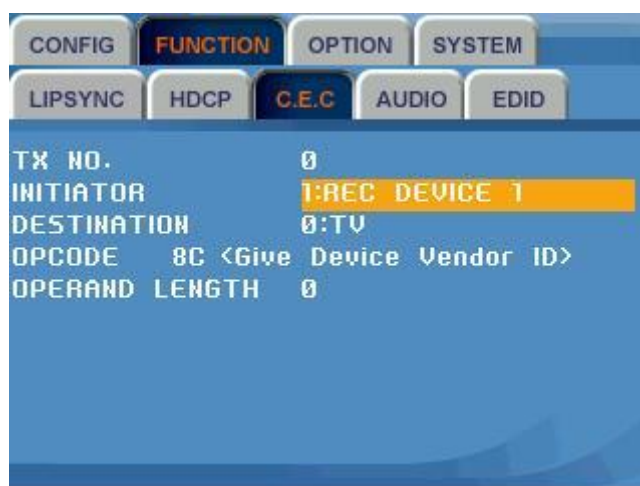 CONFIG FUNCTION OPTION SYSTEM
LIPSYNC HDCP C.E.C AUDIO EDID
TX NO. 0
INITIATOR 1:REC DEVICE 1
DESTINATION 0:TV
OPCODE 8C <Give Device Vendor ID>
OPERAND LENGTH 0